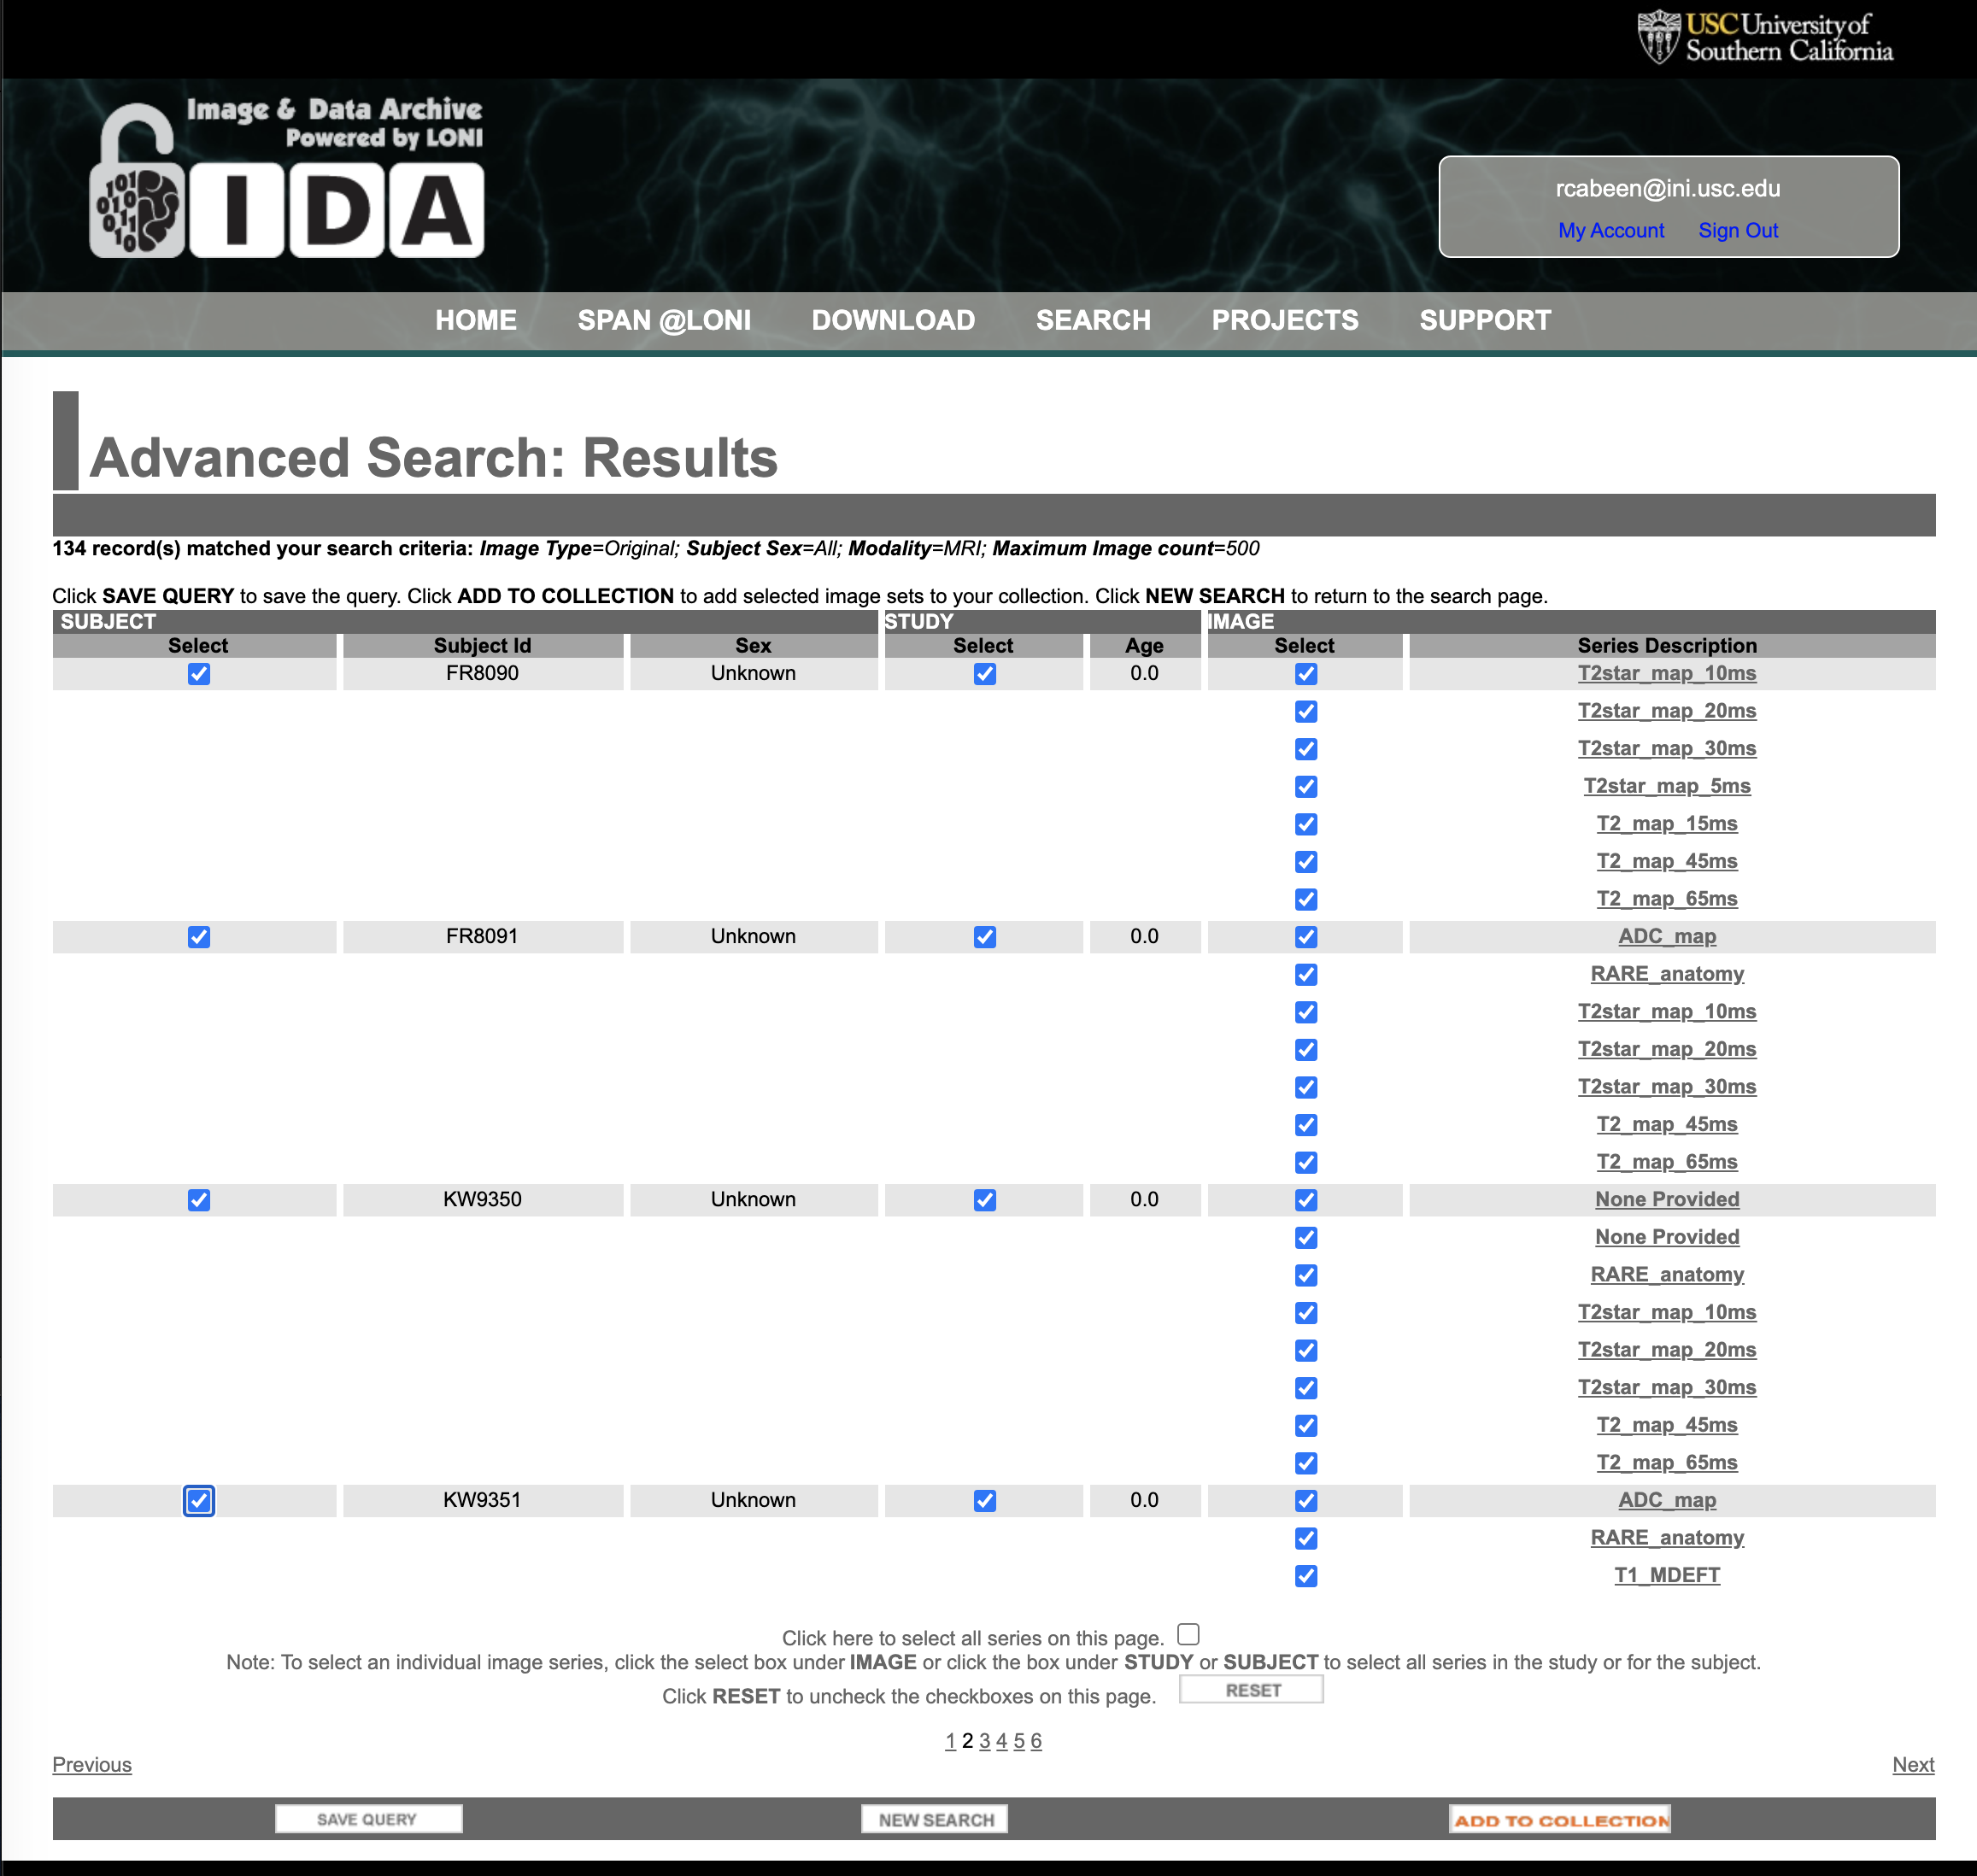 USC University of
Southern California
Image & Data Archive
Powered by LONI
IDA
rcabeen@ini.usc.edu
My Account Sign Out
HOME SPAN @LONI DOWNLOAD SEARCH PROJECTS SUPPORT
Advanced Search: Results
134 record(s) matched your search criteria: Image Type=Original; Subject Sex=All; Modality=MRI; Maximum Image count=500
Click SAVE QUERY to save the query. Click ADD TO COLLECTION to add selected image sets to your collection. Click NEW SEARCH to return to the search page.
SUBJECT STUDY IMAGE
Select Subject Id Sex Select Age Select Series Description
FR8090 Unknown 0.0 T2star_map_10ms
T2star_map_20ms
T2star_map_30ms
T2star_map_5ms
T2_map_15ms
T2_map_45ms
T2_map_65ms
FR8091 Unknown 0.0 ADC_map
RARE_anatomy
T2star_map_10ms
T2star_map_20ms
T2star_map_30ms
T2_map_45ms
T2_map_65ms
KW9350 Unknown 0.0 None Provided
None Provided
RARE_anatomy
T2star_map_10ms
T2star_map_20ms
T2star_map_30ms
T2_map_45ms
T2_map_65ms
KW9351 Unknown 0.0 ADC_map
RARE_anatomy
T1_MDEFT
Click here to select all series on this page.
Note: To select an individual image series, click the select box under IMAGE or click the box under STUDY or SUBJECT to select all series in the study or for the subject.
Click RESET to uncheck the checkboxes on this page. RESET
1 2 3 4 5 6
Previous Next
SAVE QUERY NEW SEARCH ADD TO COLLECTION